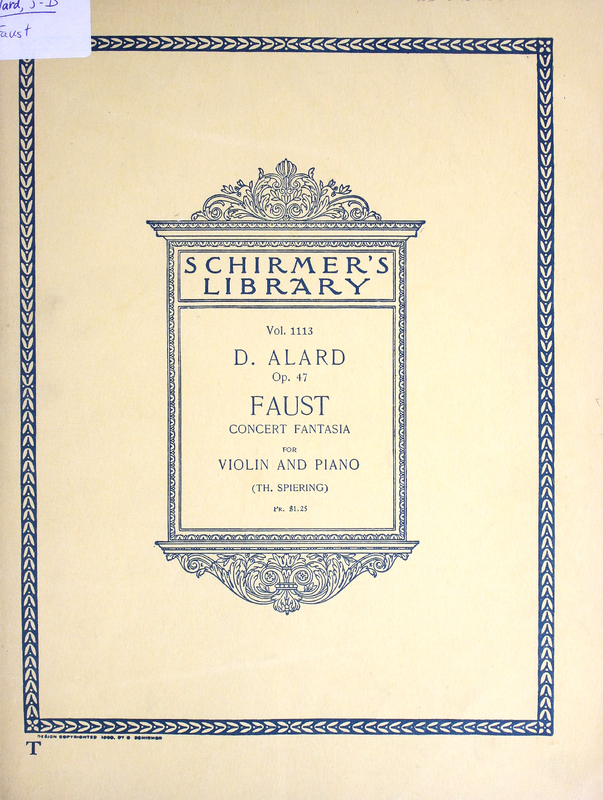 lard, J-D
Faust
SCHIRMER'S
LIBRARY
Vol. 1113
D. ALARD
Op. 47
FAUST
CONCERT FANTASIA
FOR
VIOLIN AND PIANO
(TH. SPIERING)
PR. $1.25
DESIGN COPYRIGHTED 1900, BY G SCHIRMER
T